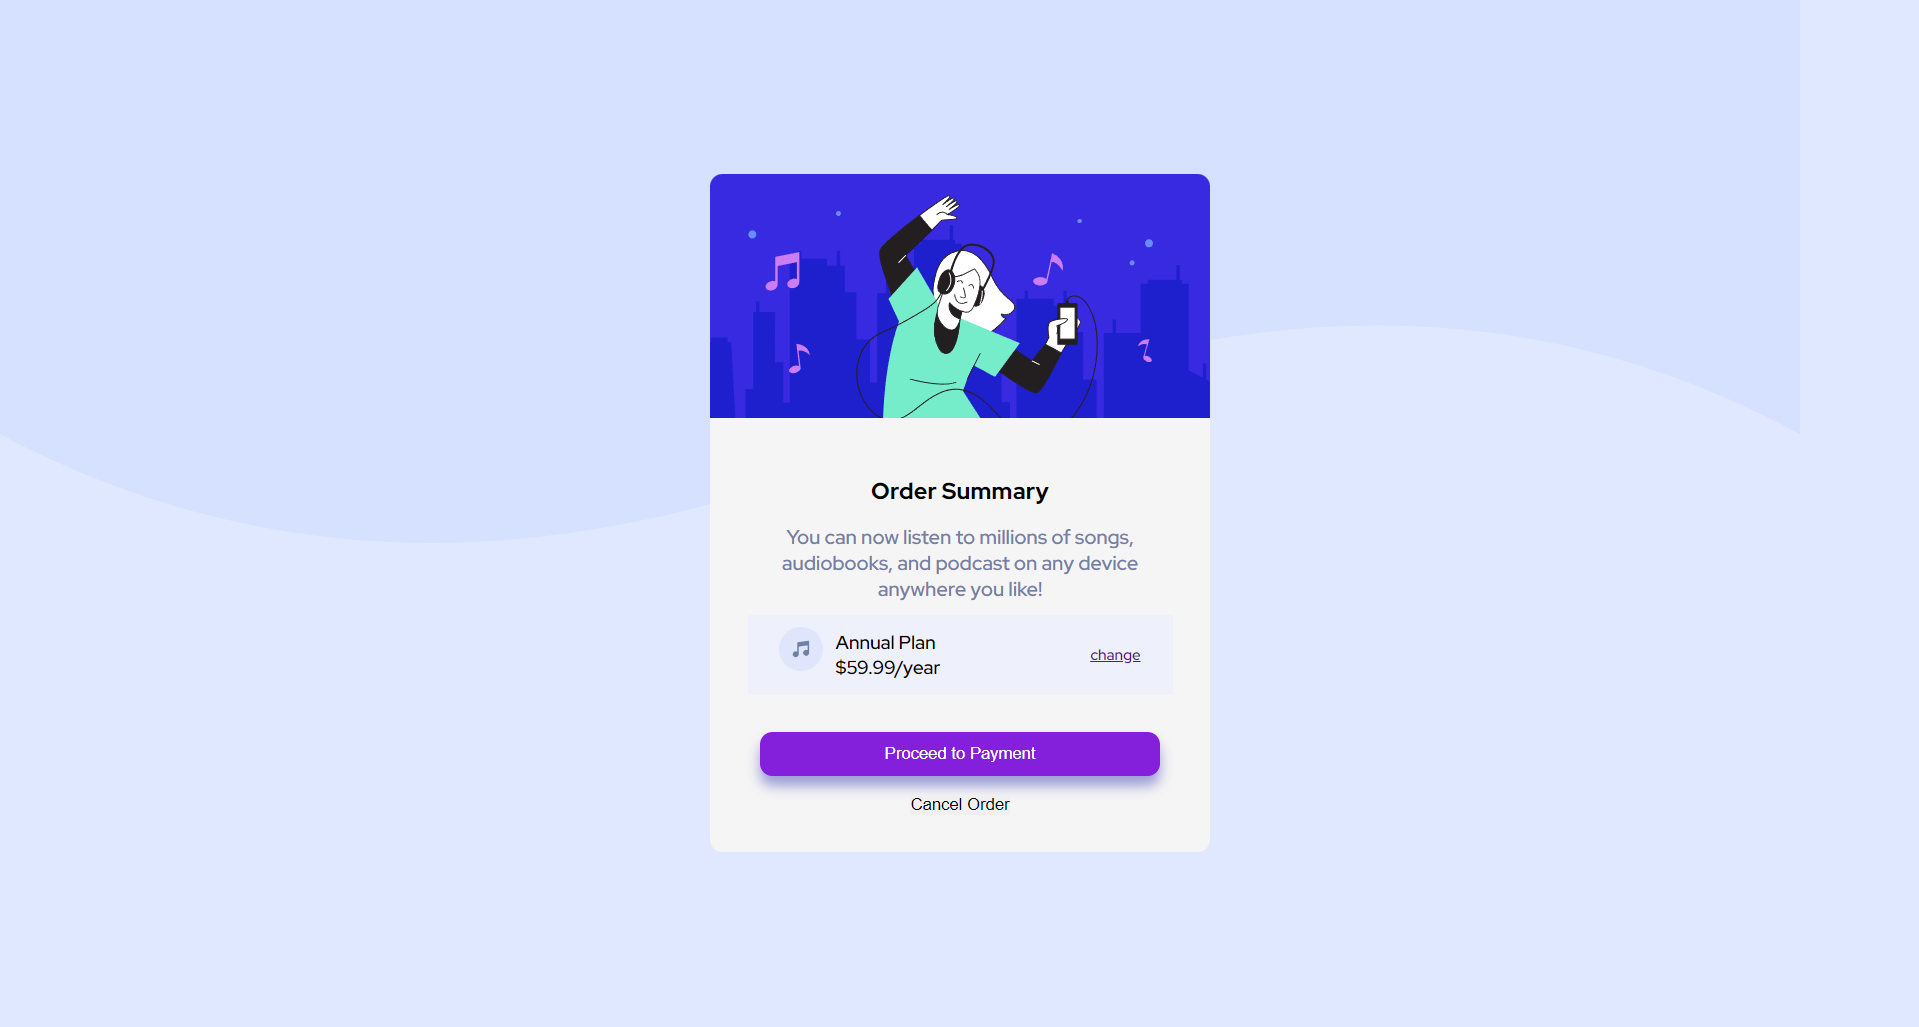 Order Summary
You can now listen to millions of songs,
audiobooks, and podcast on any device
anywhere you like!
Annual Plan
$59.99/year
change
Proceed to Payment
Cancel Order